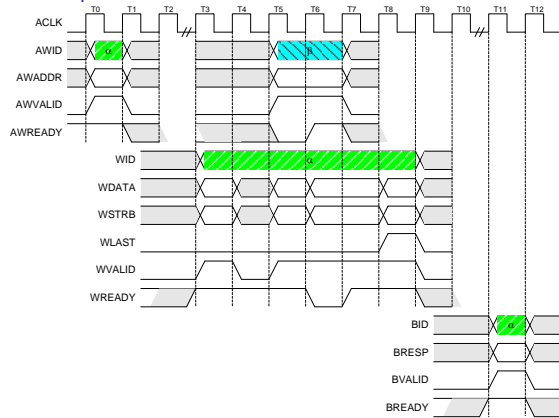 T0 T1 T2 T3 T4 T5 T6 T7 T8 T9 T10 T11 T12
ACLK
AWID α β
AWADDR
AWVALID
AWREADY
WID α
WDATA
WSTRB
WLAST
WVALID
WREADY
BID α
BRESP
BVALID
BREADY